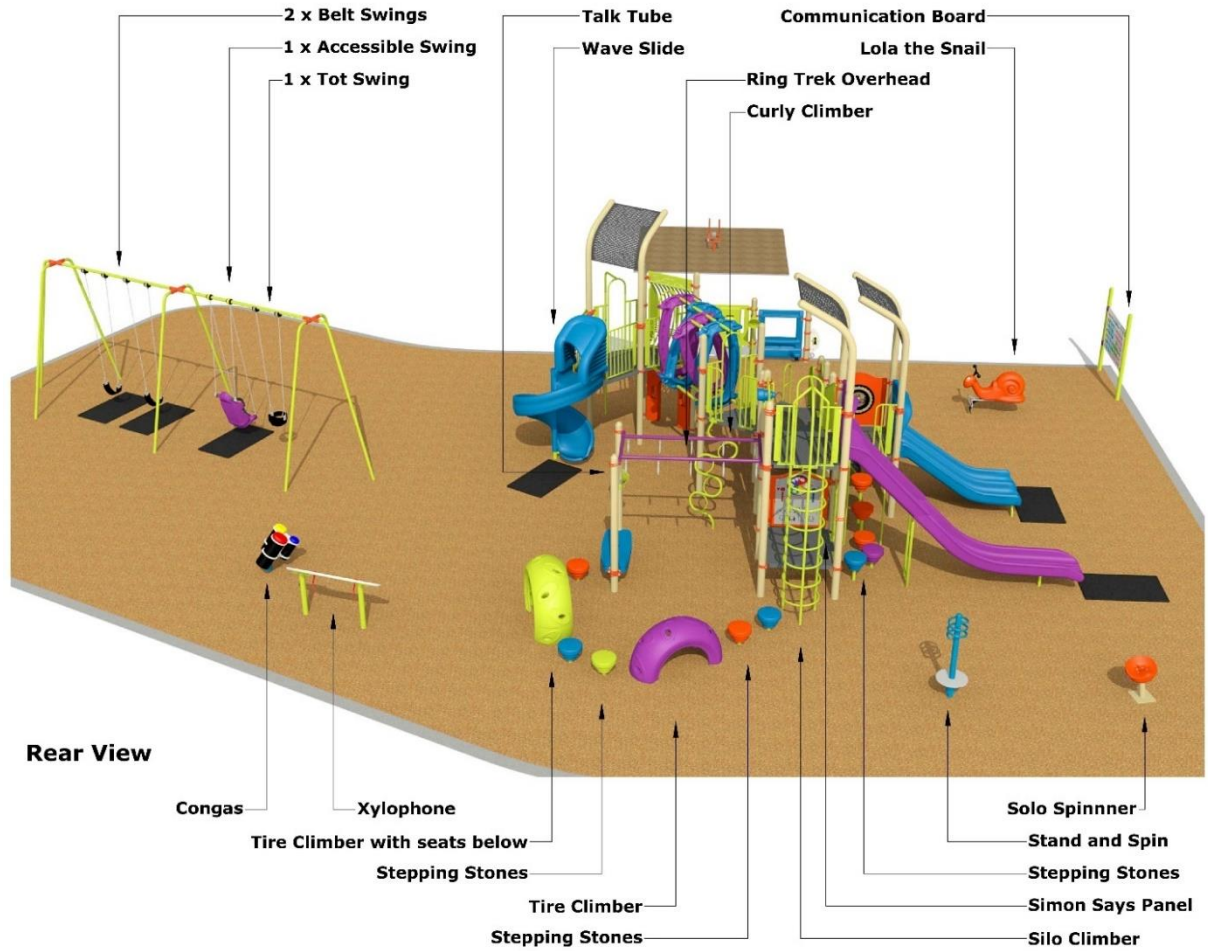 2 x Belt Swings
1 x Accessible Swing
1 x Tot Swing
Talk Tube
Wave Slide
Communication Board
Lola the Snail
Ring Trek Overhead
Curly Climber
Rear View
Congas
Xylophone
Tire Climber with seats below
Stepping Stones
Tire Climber
Stepping Stones
Solo Spinnner
Stand and Spin
Stepping Stones
Simon Says Panel
Silo Climber